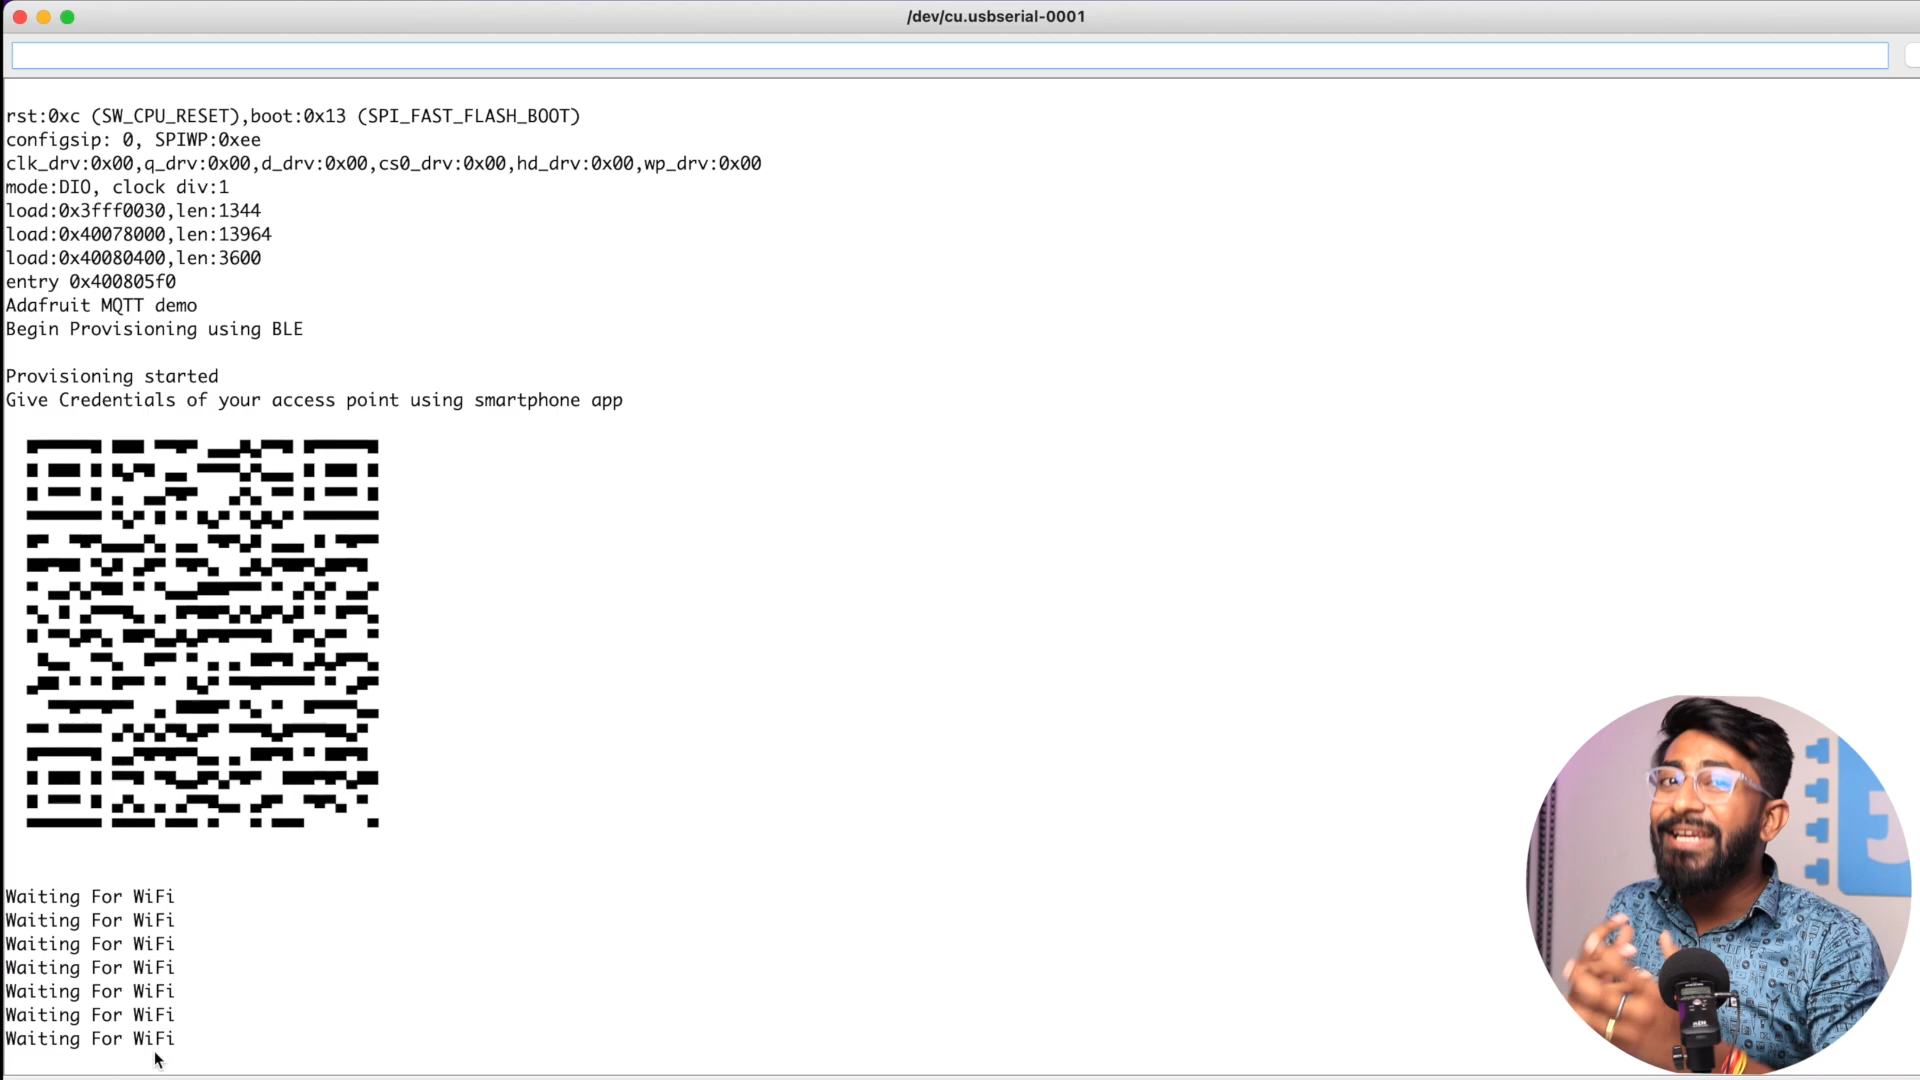 /dev/cu.usbserial-0001
rst:0xc (SW_CPU_RESET),boot:0x13 (SPI_FAST_FLASH_BOOT)
configsip: 0, SPIWP:0xee
clk_drv:0x00,q_drv:0x00,d_drv:0x00,cs0_drv:0x00,hd_drv:0x00,wp_drv:0x00
mode:DIO, clock div:1
load:0x3fff0030,len:1344
load:0x40078000,len:13964
load:0x40080400,len:3600
entry 0x400805f0
Adafruit MQTT demo
Begin Provisioning using BLE
Provisioning started
Give Credentials of your access point using smartphone app
Waiting For WiFi
Waiting For WiFi
Waiting For WiFi
Waiting For WiFi
Waiting For WiFi
Waiting For WiFi
Waiting For WiFi